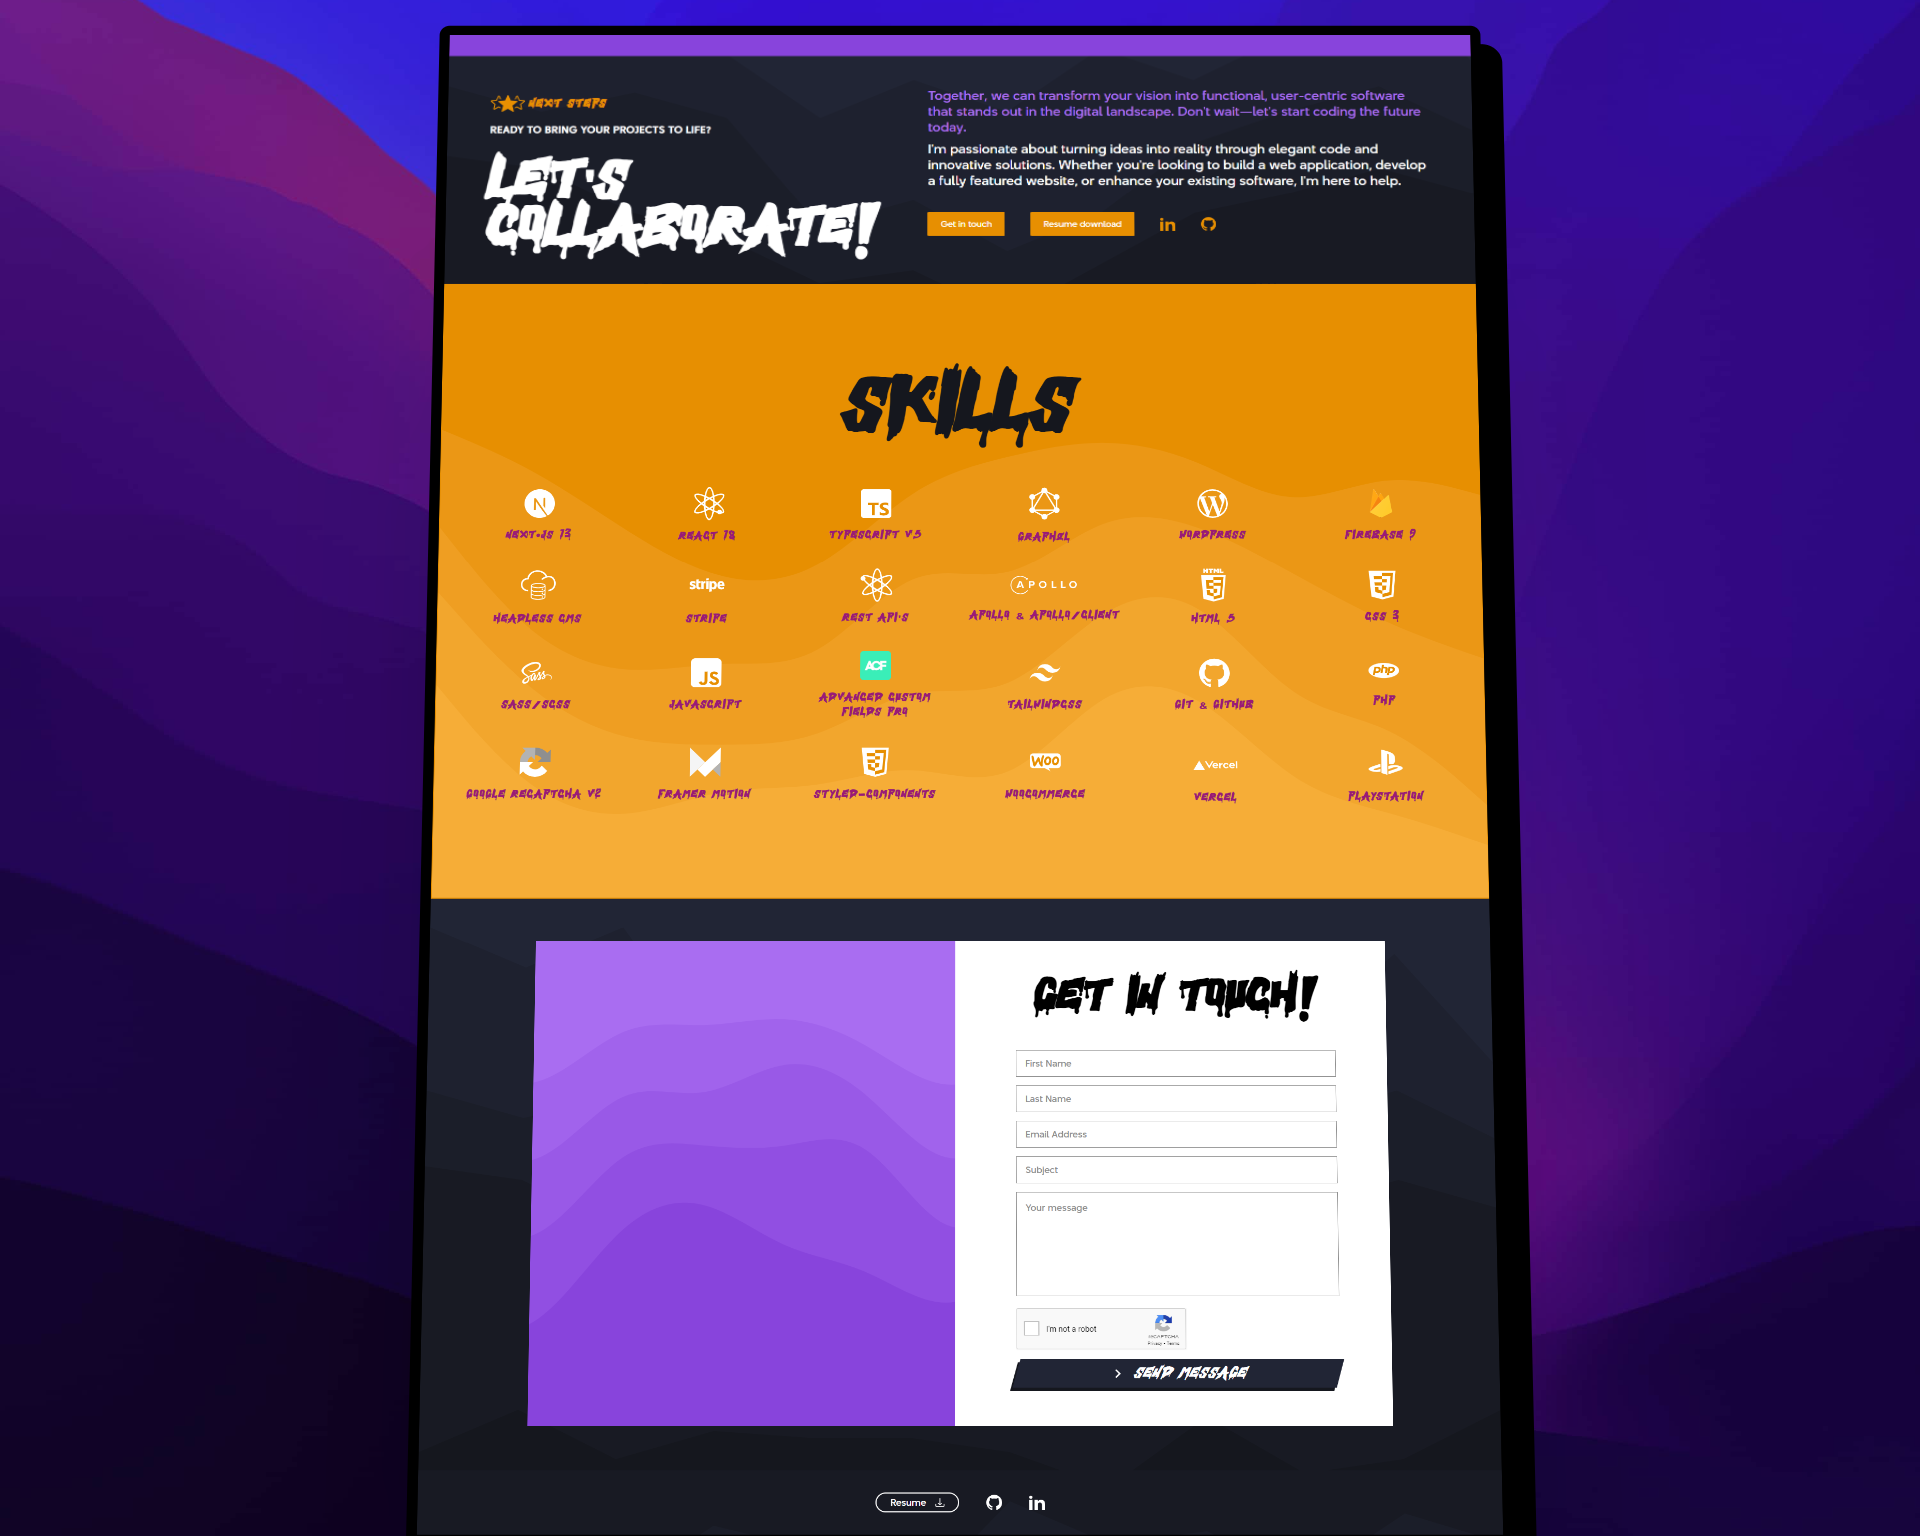 NEXT STEPS
READY TO BRING YOUR PROJECTS TO LIFE?
LET'S
COLLABORATE!
Together, we can transform your vision into functional, user-centric software
that stands out in the digital landscape. Don't wait—let's start coding the future
today.
I'm passionate about turning ideas into reality through elegant code and
innovative solutions. Whether you're looking to build a web application, develop
a fully featured website, or enhance your existing software, I'm here to help.
Get in touch
Resume download
in
SKILLS
N
TS
W
NEXT.JS 13
REACT 18
TYPESCRIPT V.5
GRAPHQL
WORDPRESS
FIREBASE 9
stripe
APOLLO
HTML
HEADLESS CMS
STRIPE
REST API'S
APOLLO & APOLLO/CLIENT
HTML 5
CSS 3
Sass
JS
ACF
php
SASS/SCSS
JAVASCRIPT
ADVANCED CUSTOM
FIELDS PRO
TAILWINDCSS
GIT & GITHUB
PHP
WOO
Vercel
GOOGLE RECAPTCHA V2
FRAMER MOTION
STYLED-COMPONENTS
WOOCOMMERCE
VERCEL
PLAYSTATION
GET IN TOUCH!
First Name
Last Name
Email Address
Subject
Your message
I'm not a robot
reCAPTCHA
Privacy • Terms
SEND MESSAGE
Resume
in